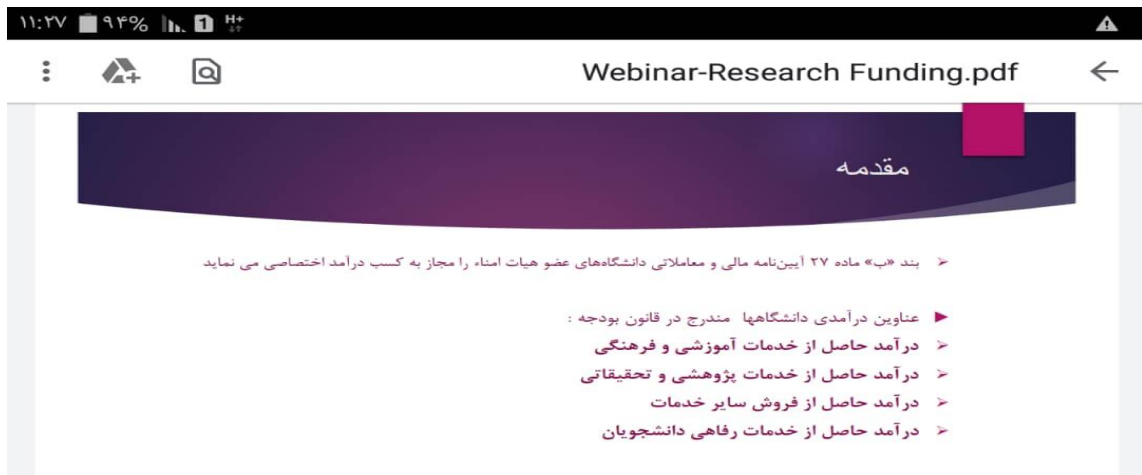 ۱۱:۲۷ ۹۴% 1 H+
Webinar-Research Funding.pdf
مقدمه
بند «ب» ماده ۲۷ آیین‌نامه مالی و معاملاتی دانشگاه‌های عضو هیات امناء را مجاز به کسب درآمد اختصاصی می نماید
عناوین درآمدی دانشگاهها مندرج در قانون بودجه :
درآمد حاصل از خدمات آموزشی و فرهنگی
درآمد حاصل از خدمات پژوهشی و تحقیقاتی
درآمد حاصل از فروش سایر خدمات
درآمد حاصل از خدمات رفاهی دانشجویان